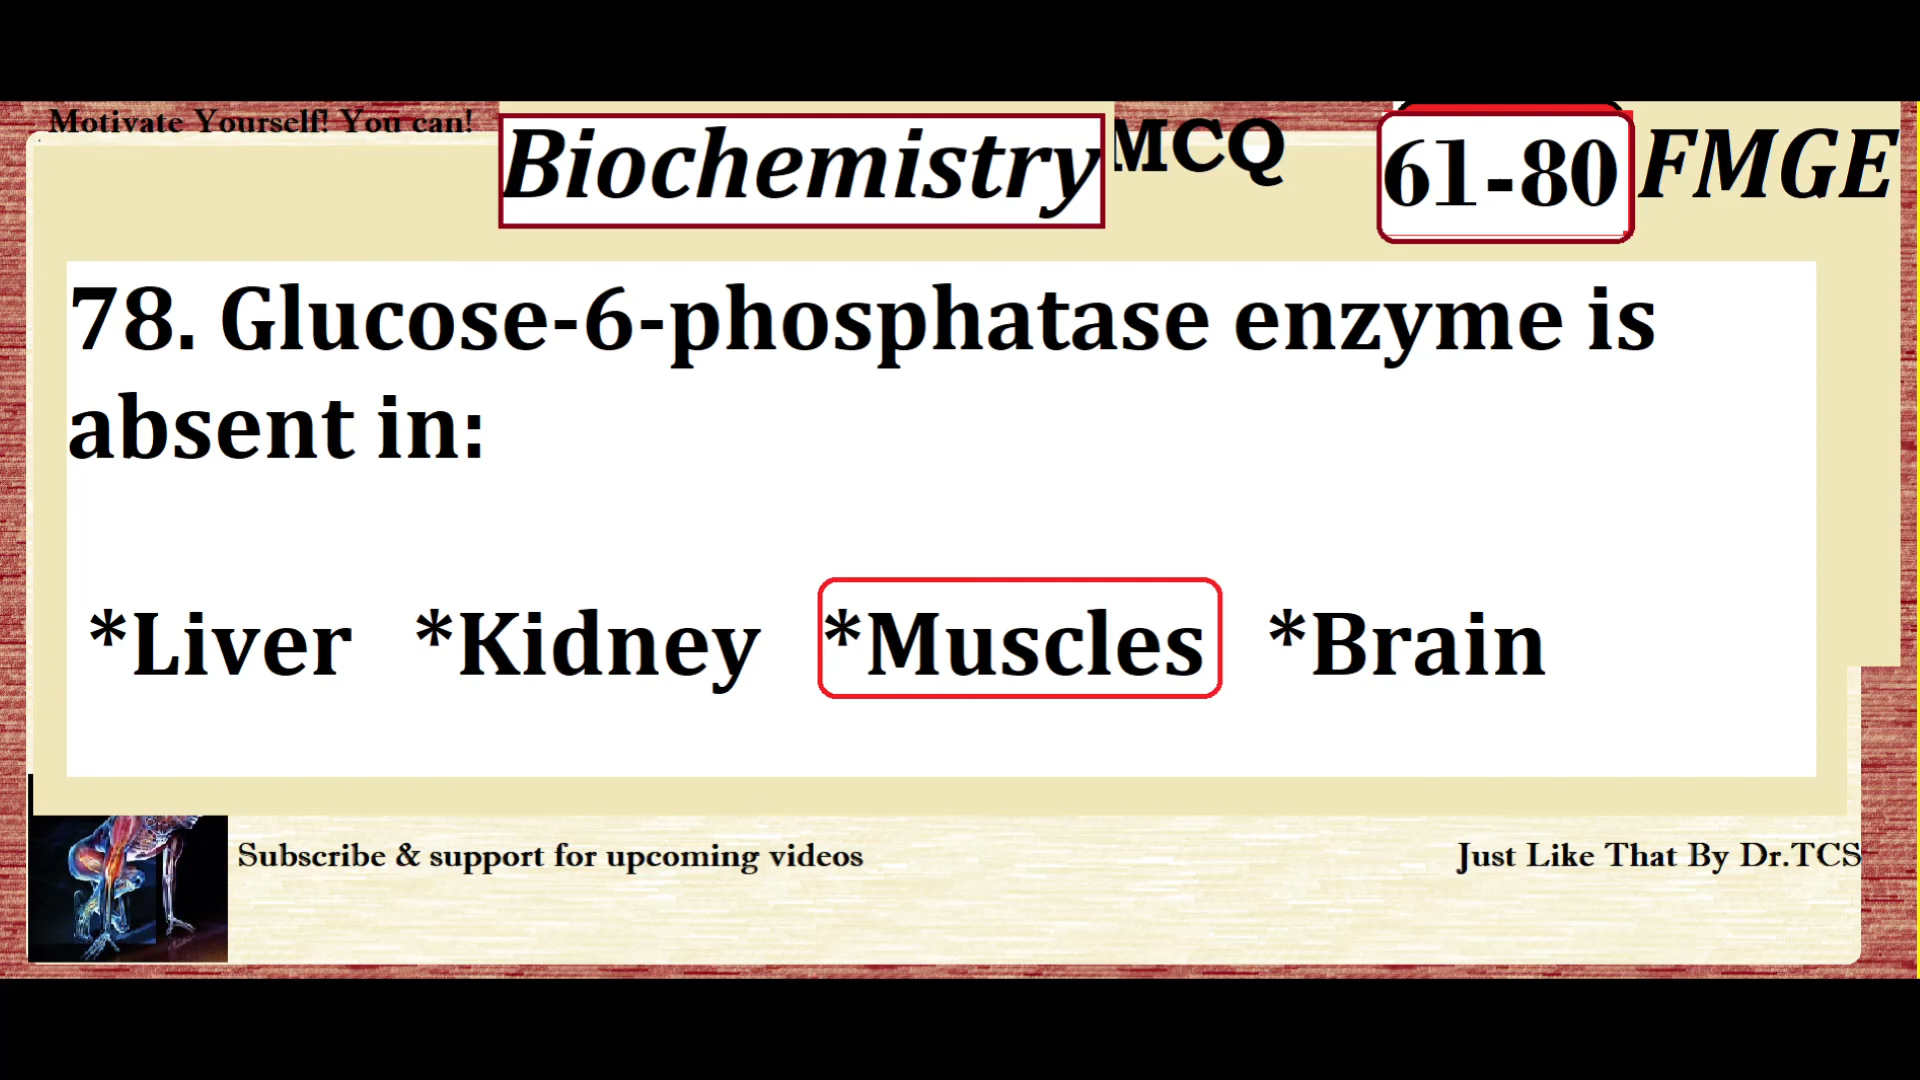 Motivate Yourself! You can!
Biochemistry MCQ 61-80 FMGE
78. Glucose-6-phosphatase enzyme is
absent in:
*Liver *Kidney *Muscles *Brain
Subscribe & support for upcoming videos
Just Like That By Dr.TCS